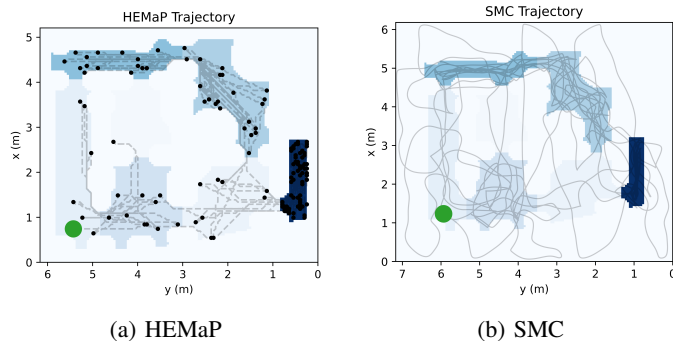 HEMaP Trajectory
SMC Trajectory
x (m)
5
4
3
2
1
0
6 5 4 3 2 1 0
y (m)
x (m)
6
5
4
3
2
1
0
7 6 5 4 3 2 1 0
y (m)
(a) HEMaP
(b) SMC